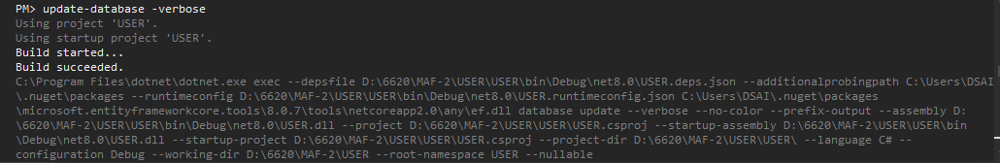 PM> update-database -verbose
Using project 'USER'.
Using startup project 'USER'.
Build started...
Build succeeded.
C:\Program Files\dotnet\dotnet.exe exec --depsfile D:\6620\MAF-2\USER\USER\bin\Debug\net8.0\USER.deps.json --additionalprobingpath C:\Users\DSAI
\.nuget\packages --runtimeconfig D:\6620\MAF-2\USER\USER\bin\Debug\net8.0\USER.runtimeconfig.json C:\Users\DSAI\.nuget\packages
\microsoft.entityframeworkcore.tools\8.0.7\tools\netcoreapp2.0\any\ef.dll database update --verbose --no-color --prefix-output --assembly D:
\6620\MAF-2\USER\USER\bin\Debug\net8.0\USER.dll --project D:\6620\MAF-2\USER\USER\USER.csproj --startup-assembly D:\6620\MAF-2\USER\USER\bin
\Debug\net8.0\USER.dll --startup-project D:\6620\MAF-2\USER\USER\USER.csproj --project-dir D:\6620\MAF-2\USER\USER\ --language C# --
configuration Debug --working-dir D:\6620\MAF-2\USER --root-namespace USER --nullable